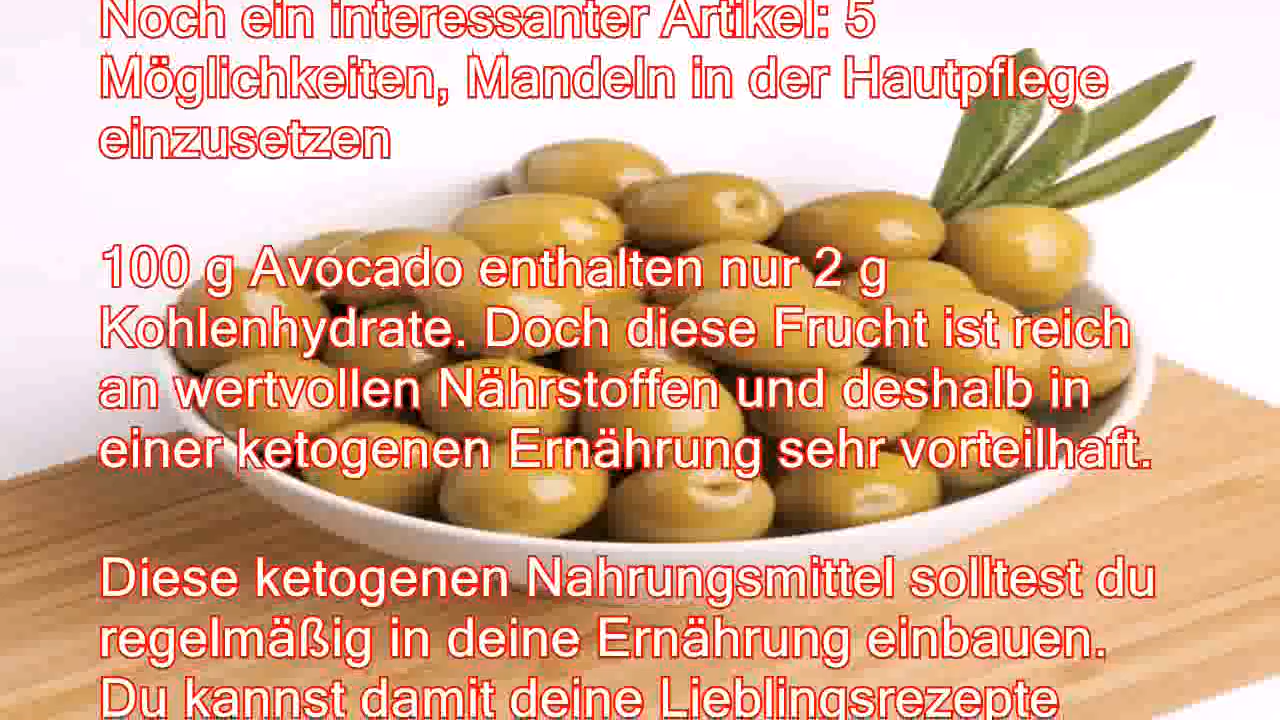 Noch ein interessanter Artikel: 5
Möglichkeiten, Mandeln in der Hautpflege
einzusetzen
100 g Avocado enthalten nur 2 g
Kohlenhydrate. Doch diese Frucht ist reich
an wertvollen Nährstoffen und deshalb in
einer ketogenen Ernährung sehr vorteilhaft.
Diese ketogenen Nahrungsmittel solltest du
regelmäßig in deine Ernährung einbauen.
Du kannst damit deine Lieblingsrezepte